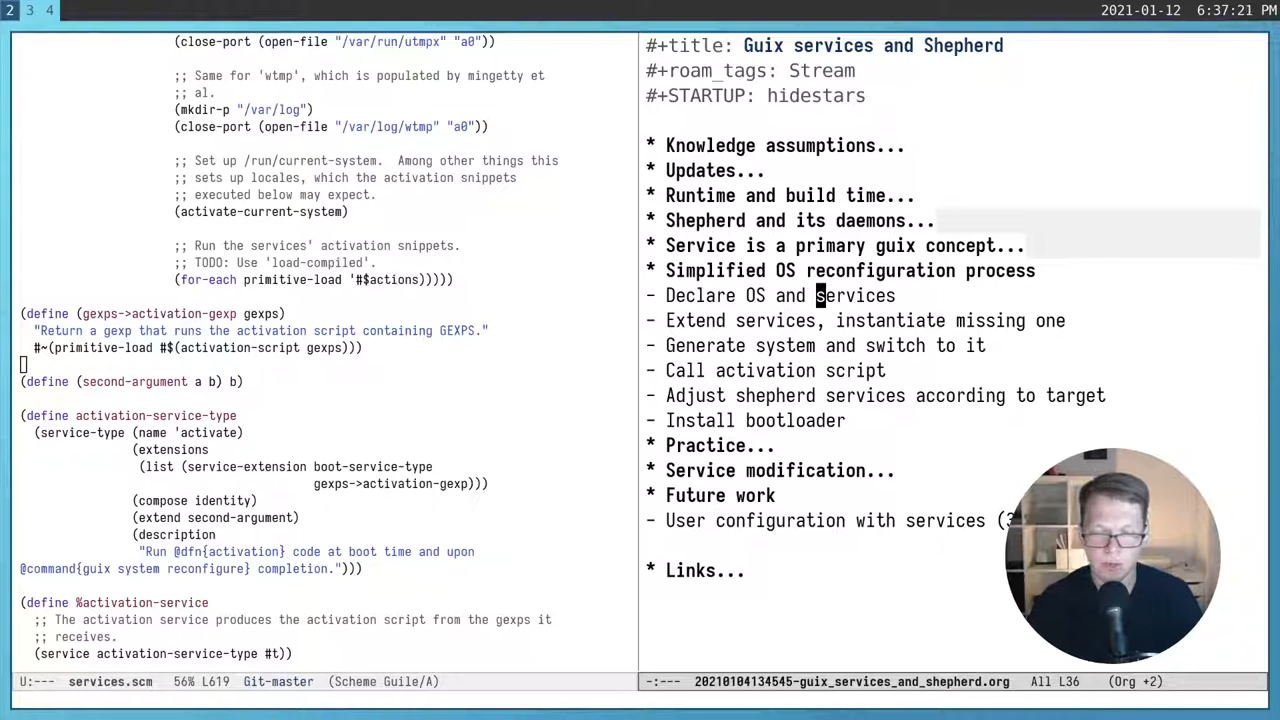 2 3 4
2021-01-12 6:37:21 PM
(close-port (open-file "/var/run/utmpx" "a0"))
;; Same for 'wtmp', which is populated by mingetty et
;; al.
(mkdir-p "/var/log")
(close-port (open-file "/var/log/wtmp" "a0"))
;; Set up /run/current-system.  Among other things this
;; sets up locales, which the activation snippets
;; executed below may expect.
(activate-current-system)
;; Run the services' activation snippets.
;; TODO: Use 'load-compiled'.
(for-each primitive-load '#$actions)))))
(define (gexps->activation-gexp gexps)
"Return a gexp that runs the activation script containing GEXPS."
#~(primitive-load #$(activation-script gexps)))
(define (second-argument a b) b)
(define activation-service-type
(service-type (name 'activate)
(extensions
(list (service-extension boot-service-type
gexps->activation-gexp)))
(compose identity)
(extend second-argument)
(description
"Run @dfn{activation} code at boot time and upon
@command{guix system reconfigure} completion.")))
(define %activation-service
;; The activation service produces the activation script from the gexps it
;; receives.
(service activation-service-type #t))
U:--- services.scm 56% L619 Git-master (Scheme Guile/A)
#+title: Guix services and Shepherd
#+roam_tags: Stream
#+STARTUP: hidestars
* Knowledge assumptions...
* Updates...
* Runtime and build time...
* Shepherd and its daemons...
* Service is a primary guix concept...
* Simplified OS reconfiguration process
- Declare OS and services
- Extend services, instantiate missing one
- Generate system and switch to it
- Call activation script
- Adjust shepherd services according to target
- Install bootloader
* Practice...
* Service modification...
* Future work
- User configuration with services (
* Links...
-:--- 20210104134545-guix_services_and_shepherd.org All L36 (Org +2)